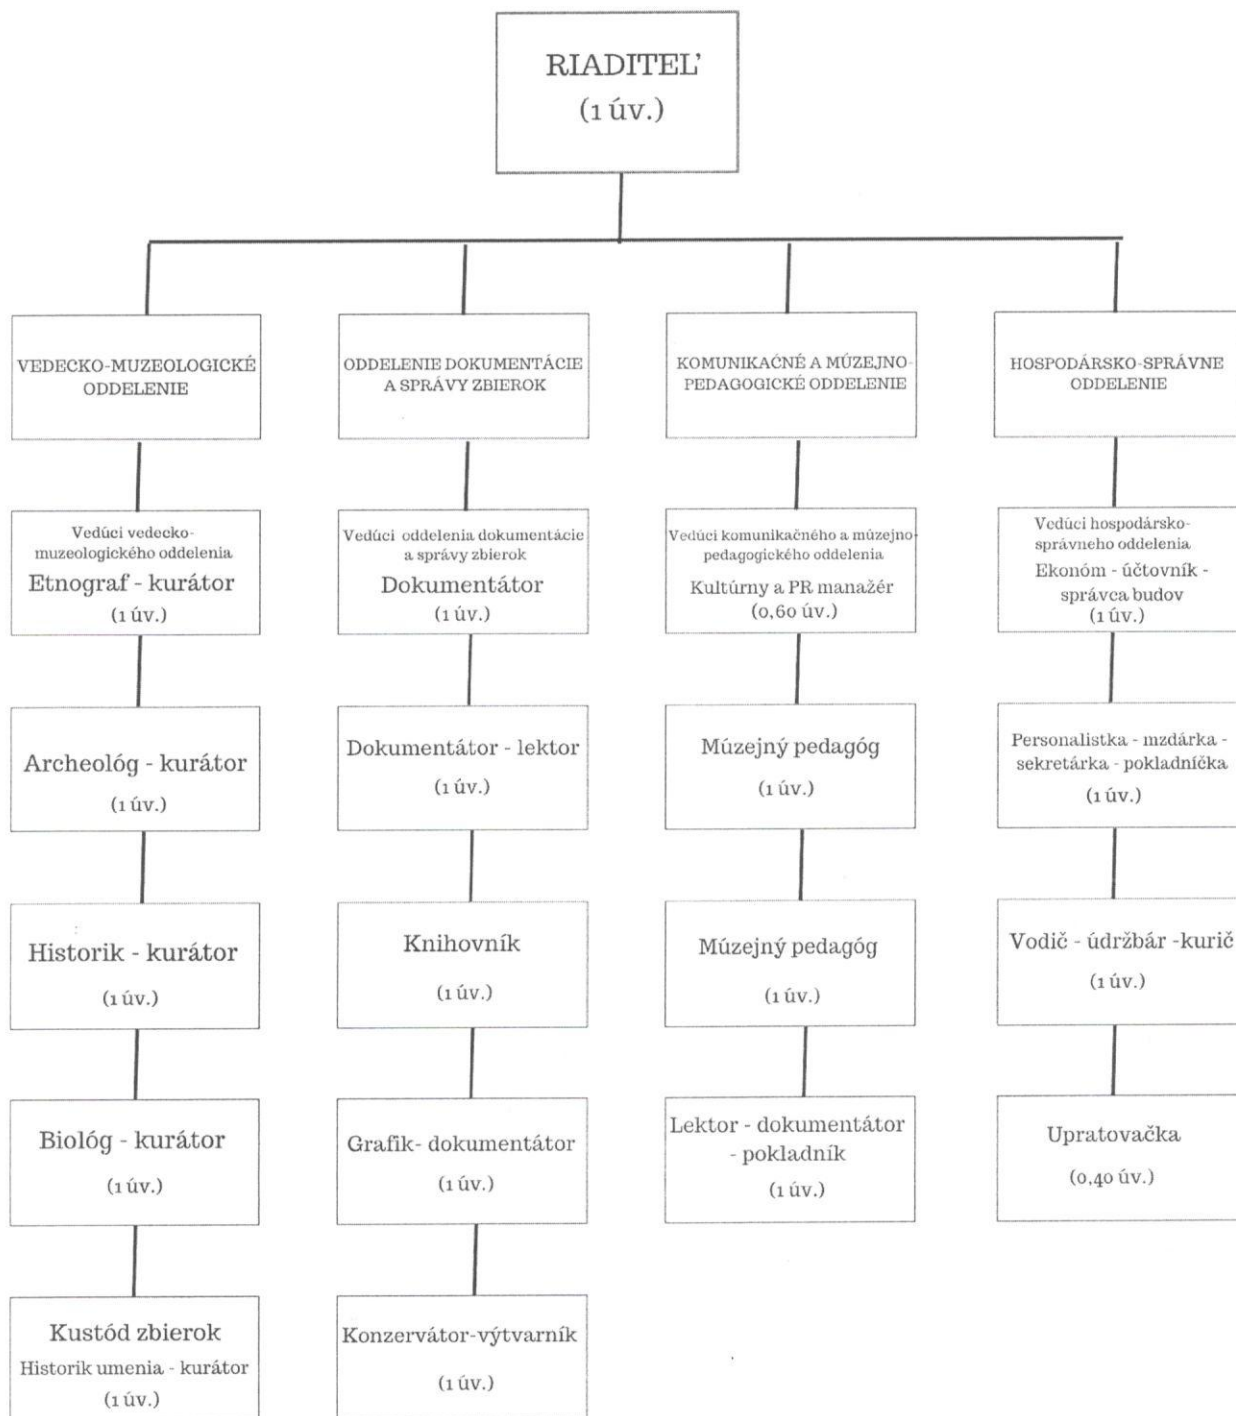 RIADITEĽ
(1 úv.)
VEDECKO-MUZEOLOGICKÉ
ODDELENIE
ODDELENIE DOKUMENTÁCIE
A SPRÁVY ZBIEROK
KOMUNIKAČNÉ A MÚZEJNO-
PEDAGOGICKÉ ODDELENIE
HOSPODÁRSKO-SPRÁVNE
ODDELENIE
Vedúci vedecko-
muzeologického oddelenia
Etnograf - kurátor
(1 úv.)
Vedúci oddelenia dokumentácie
a správy zbierok
Dokumentátor
(1 úv.)
Vedúci komunikačného a múzejno-
pedagogického oddelenia
Kultúrny a PR manažér
(0,60 úv.)
Vedúci hospodársko-
správneho oddelenia
Ekonóm - účtovník -
správca budov
(1 úv.)
Archeológ - kurátor
(1 úv.)
Dokumentátor - lektor
(1 úv.)
Múzejný pedagóg
(1 úv.)
Personalistka - mzdárka -
sekretárka - pokladníčka
(1 úv.)
Historik - kurátor
(1 úv.)
Knihovník
(1 úv.)
Múzejný pedagóg
(1 úv.)
Vodič - údržbár -kurič
(1 úv.)
Biológ - kurátor
(1 úv.)
Grafik- dokumentátor
(1 úv.)
Lektor - dokumentátor
- pokladník
(1 úv.)
Upratovačka
(0,40 úv.)
Kustód zbierok
Historik umenia - kurátor
(1 úv.)
Konzervátor-výtvarník
(1 úv.)